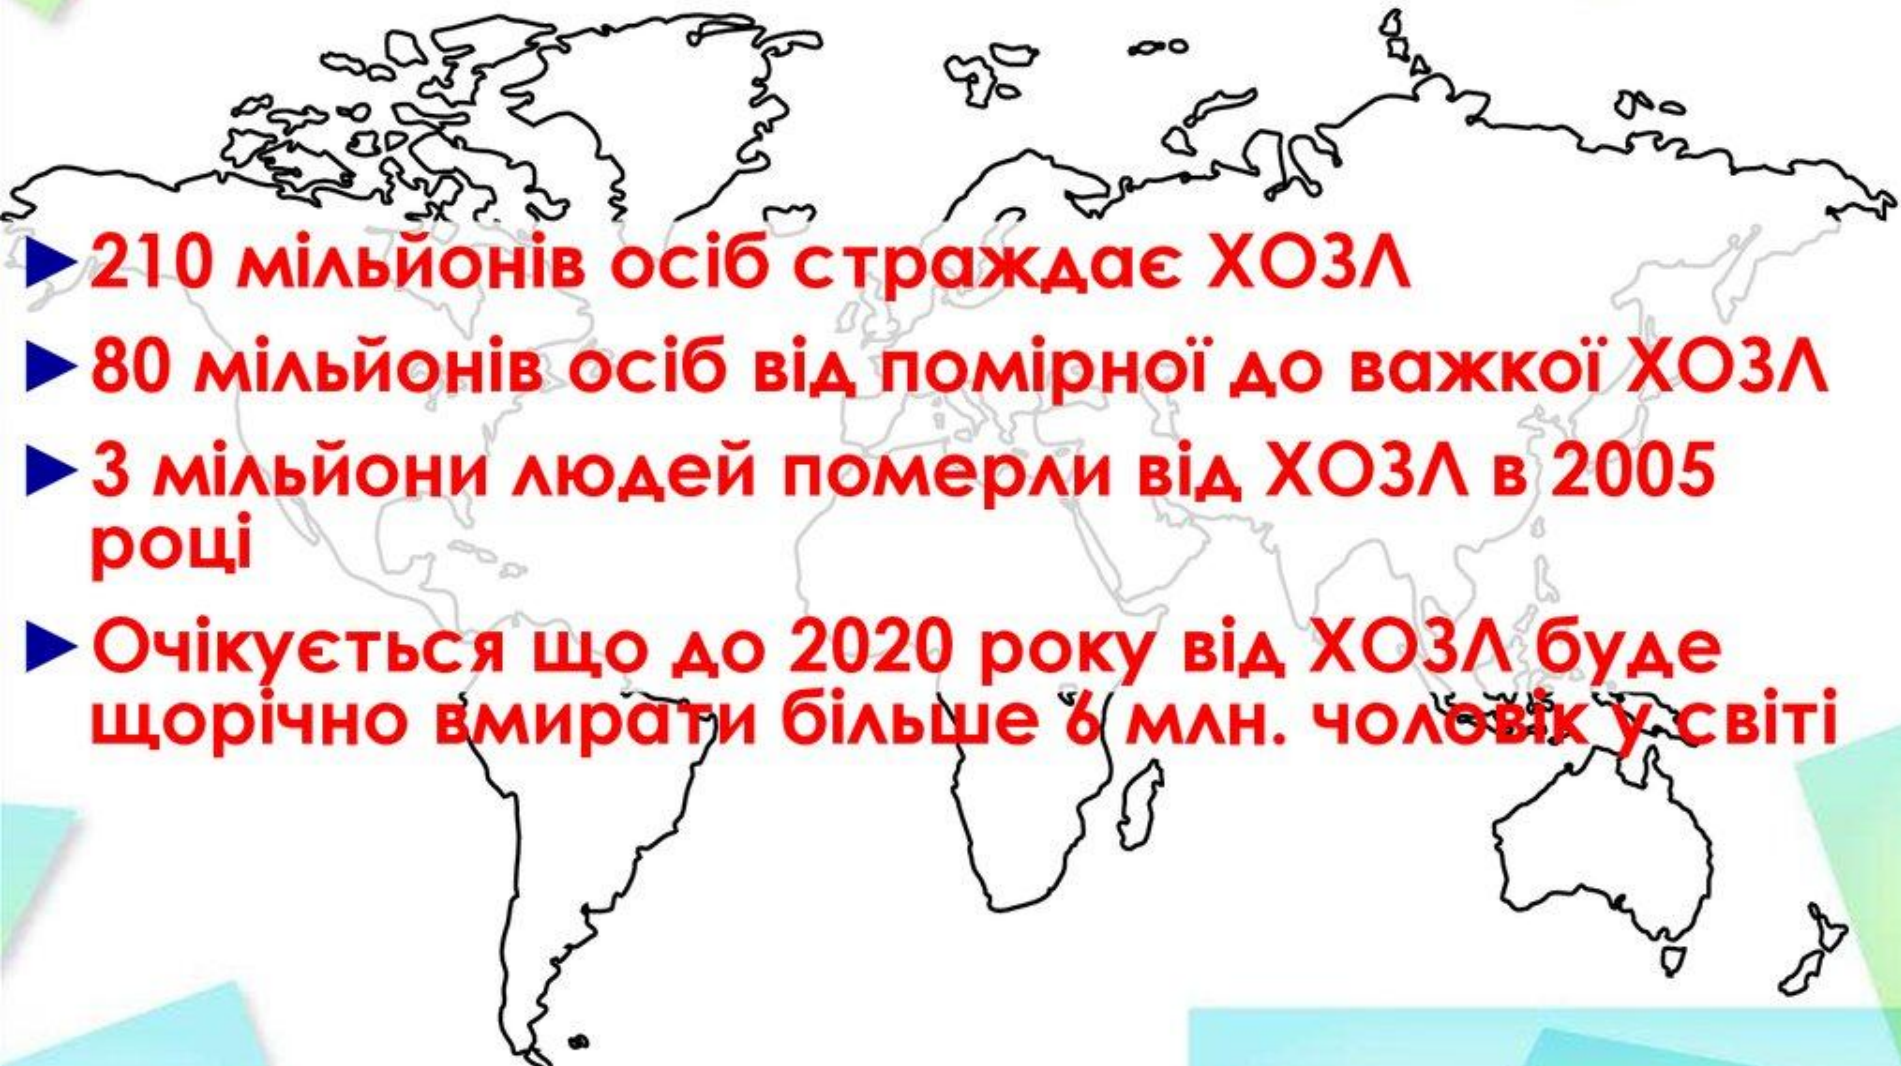 210 мільйонів осіб страждає ХОЗЛ
80 мільйонів осіб від помірної до важкої ХОЗЛ
3 мільйони людей померли від ХОЗЛ в 2005
році
Очікується що до 2020 року від ХОЗЛ буде
щорічно вмирати більше 6 млн. чоловік у світі